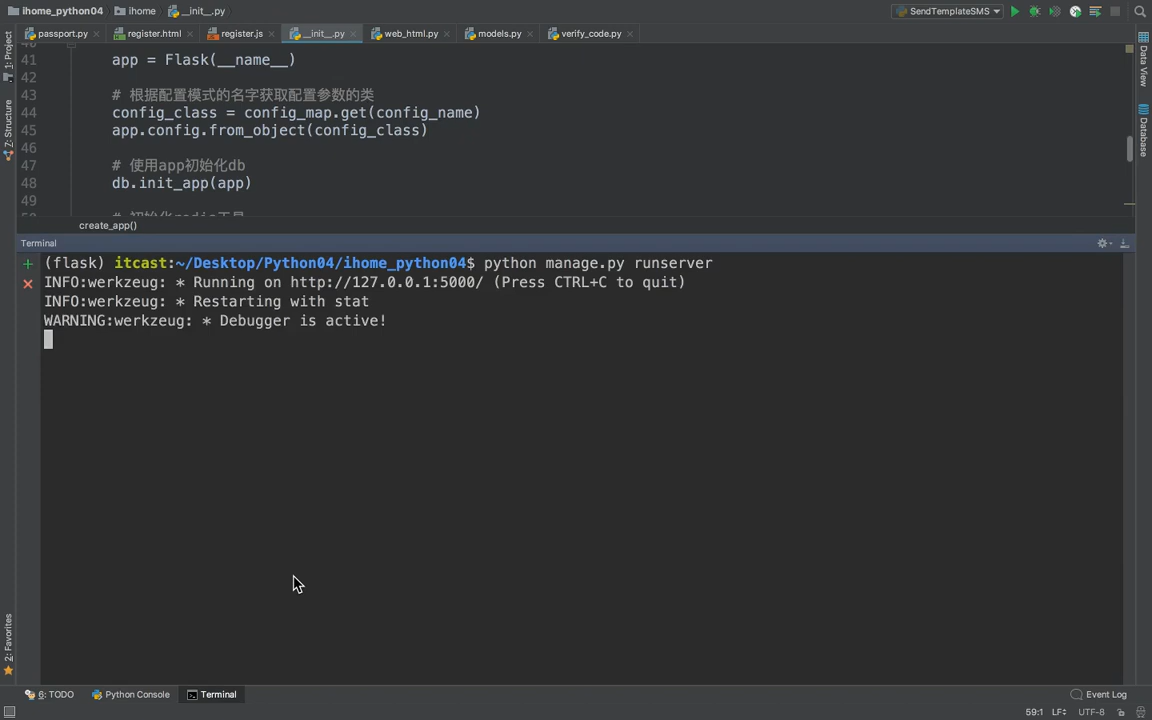 ihome_python04 ihome __init__.py SendTemplateSMS
passport.py register.html register.js __init__.py web_html.py models.py verify_code.py
1: Project
Z: Structure
2: Favorites
Data View
Database
41 app = Flask(__name__)
42
43 # 根据配置模式的名字获取配置参数的类
44 config_class = config_map.get(config_name)
45 app.config.from_object(config_class)
46
47 # 使用app初始化db
48 db.init_app(app)
49
create_app()
Terminal
(flask) itcast:~/Desktop/Python04/ihome_python04$ python manage.py runserver
INFO:werkzeug: * Running on http://127.0.0.1:5000/ (Press CTRL+C to quit)
INFO:werkzeug: * Restarting with stat
WARNING:werkzeug: * Debugger is active!
6: TODO Python Console Terminal Event Log
59:1 LF÷ UTF-8